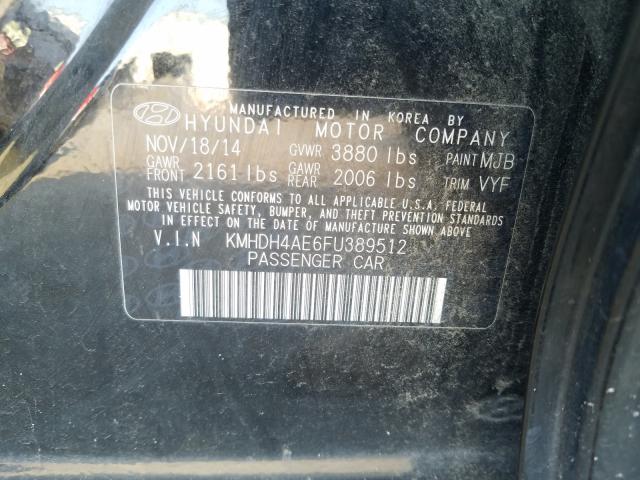 MANUFACTURED IN KOREA BY
HYUNDAI MOTOR COMPANY
NOV/18/14 GVWR 3880 lbs PAINT MJB
GAWR FRONT 2161 lbs GAWR REAR 2006 lbs TRIM VYF
THIS VEHICLE CONFORMS TO ALL APPLICABLE U.S.A. FEDERAL
MOTOR VEHICLE SAFETY, BUMPER, AND THEFT PREVENTION STANDARDS
IN EFFECT ON THE DATE OF MANUFACTURE SHOWN ABOVE.
V.I.N KMHDH4AE6FU389512
PASSENGER CAR